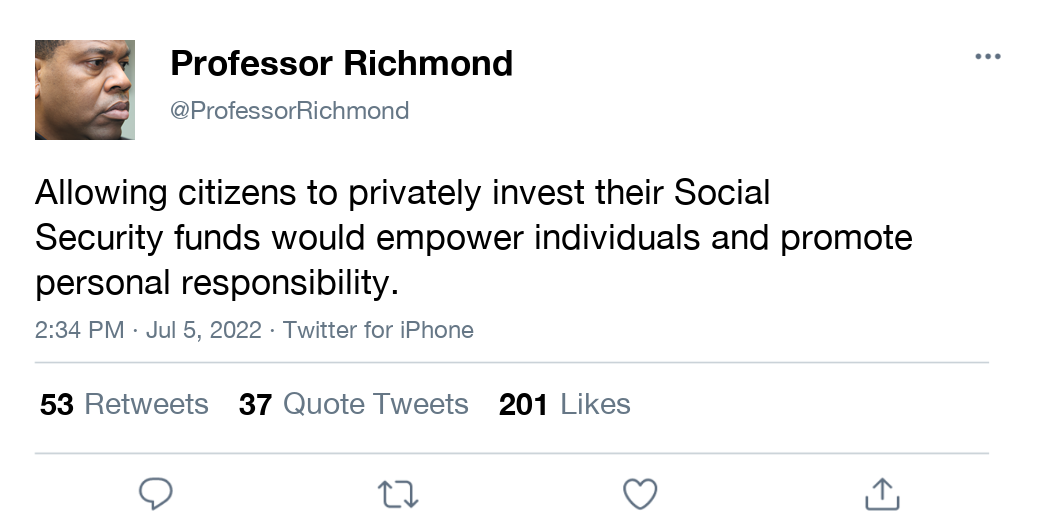 Professor Richmond
@ProfessorRichmond
Allowing citizens to privately invest their Social
Security funds would empower individuals and promote
personal responsibility.
2:34 PM · Jul 5, 2022 · Twitter for iPhone
53 Retweets 37 Quote Tweets 201 Likes